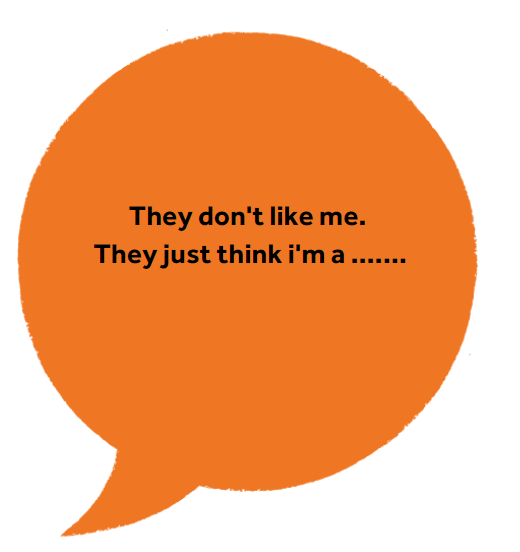 They don't like me.
They just think i'm a .......